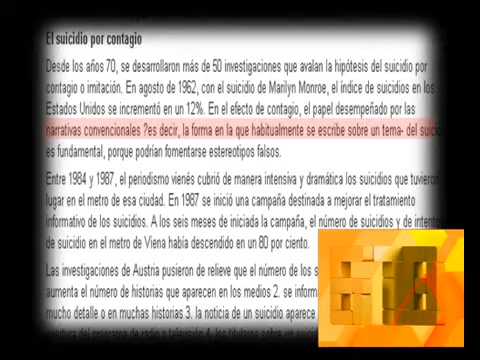 El suicidio por contagio
Desde los años 70, se desarrollaron más de 50 investigaciones que avalan la hipótesis del suicidio por
contagio o imitación. En agosto de 1962, con el suicidio de Marilyn Monroe, el índice de suicidios en los
Estados Unidos se incrementó en un 12%. En el efecto de contagio, el papel desempeñado por las
narrativas convencionales ?es decir, la forma en la que habitualmente se escribe sobre un tema- del suicidio
es fundamental, porque podrían fomentarse estereotipos falsos.
Entre 1984 y 1987, el periodismo vienés cubrió de manera intensiva y dramática los suicidios que tuvieron
lugar en el metro de esa ciudad. En 1987 se inició una campaña destinada a mejorar el tratamiento
informativo de los suicidios. A los seis meses de iniciada la campaña, el número de suicidios y de intento
de suicidio en el metro de Viena había descendido en un 80 por ciento.
Las investigaciones de Austria pusieron de relieve que el número de los s
aumenta el número de historias que aparecen en los medios 2. se inform
mucho detalle o en muchas historias 3. la noticia de un suicidio aparece